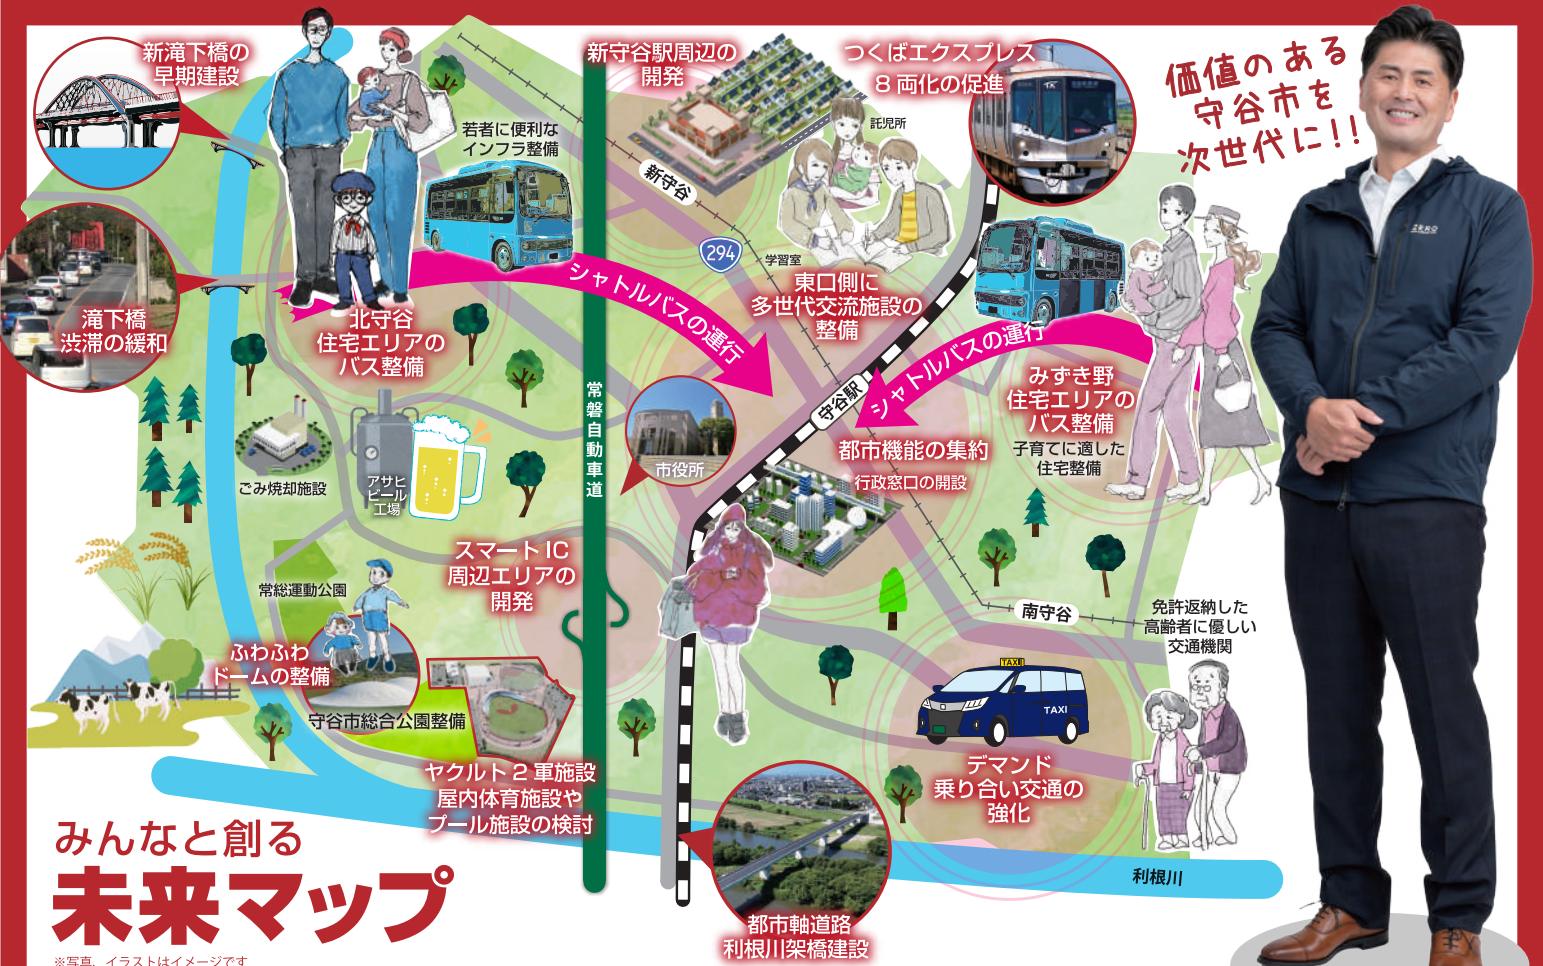 新滝下橋の
早期建設
若者に便利な
インフラ整備
新守谷駅周辺の
開発
つくばエクスプレス
8両化の促進
TX
託児所
価値のある
守谷市を
次世代に!!
ZERO
新守谷
294
学習室
東口側に
多世代交流施設の
整備
シャトルバスの運行
シャトルバスの運行
滝下橋
渋滞の緩和
北守谷
住宅エリアの
バス整備
常磐自動車道
守谷駅
みずき野
住宅エリアの
バス整備
子育てに適した
住宅整備
都市機能の集約
行政窓口の開設
市役所
ごみ焼却施設
アサヒ
ビール
工場
スマートIC
周辺エリアの
開発
常総運動公園
ふわふわ
ドームの整備
守谷市総合公園整備
南守谷
免許返納した
高齢者に優しい
交通機関
TAXI
TAXI
デマンド
乗り合い交通の
強化
ヤクルト2軍施設
屋内体育施設や
プール施設の検討
都市軸道路
利根川架橋建設
利根川
みんなと創る
未来マップ
※写真、イラストはイメージです